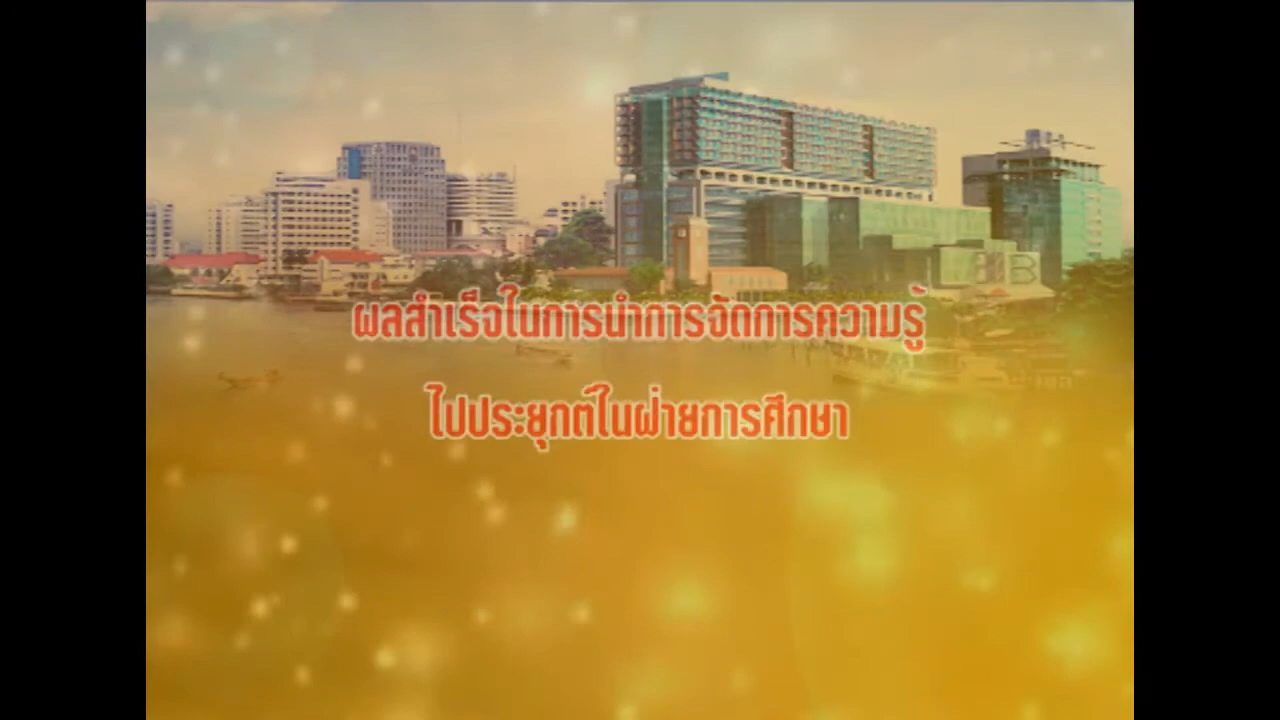 ผลสำเร็จในการนำการจัดการความรู้
ไปประยุกต์ในฝ่ายการศึกษา